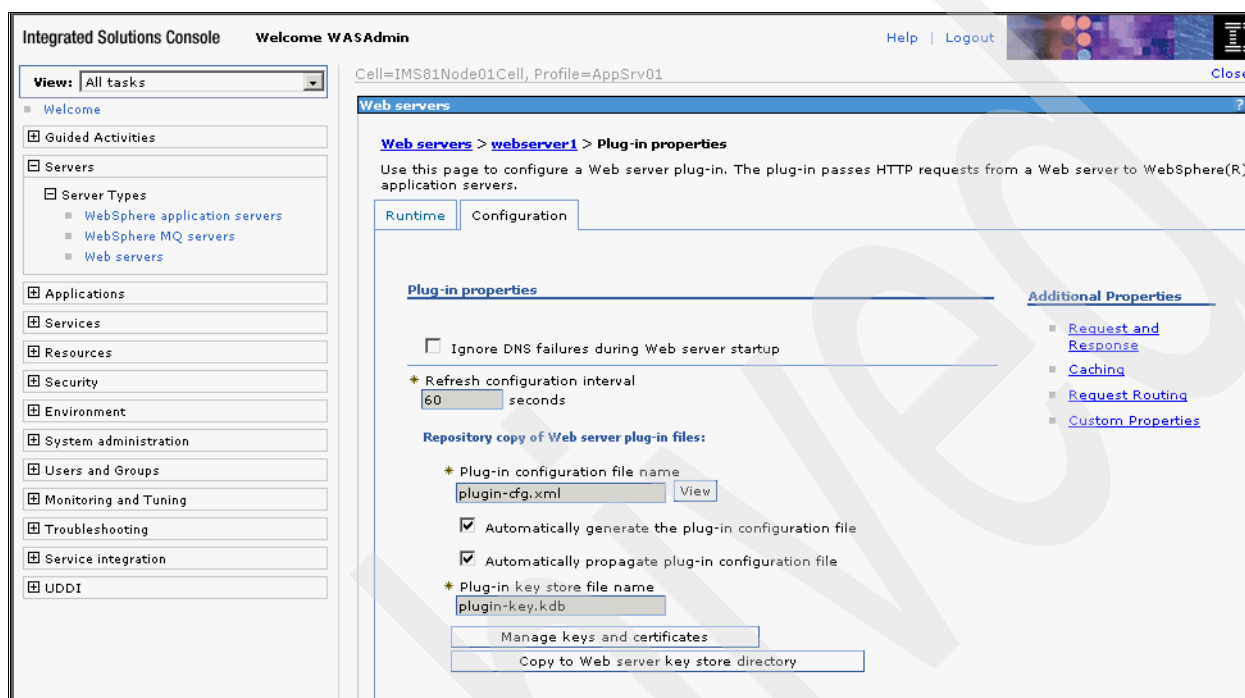 Integrated Solutions Console Welcome WASAdmin Help | Logout
View: All tasks
Welcome
Guided Activities
Servers
Server Types
WebSphere application servers
WebSphere MQ servers
Web servers
Applications
Services
Resources
Security
Environment
System administration
Users and Groups
Monitoring and Tuning
Troubleshooting
Service integration
UDDI
Cell=IMS81Node01Cell, Profile=AppSrv01 Close
Web servers ?
Web servers > webserver1 > Plug-in properties
Use this page to configure a Web server plug-in. The plug-in passes HTTP requests from a Web server to WebSphere(R)
application servers.
Runtime Configuration
Plug-in properties
Ignore DNS failures during Web server startup
* Refresh configuration interval
60 seconds
Repository copy of Web server plug-in files:
* Plug-in configuration file name
plugin-cfg.xml View
Automatically generate the plug-in configuration file
Automatically propagate plug-in configuration file
* Plug-in key store file name
plugin-key.kdb
Manage keys and certificates
Copy to Web server key store directory
Additional Properties
Request and
Response
Caching
Request Routing
Custom Properties